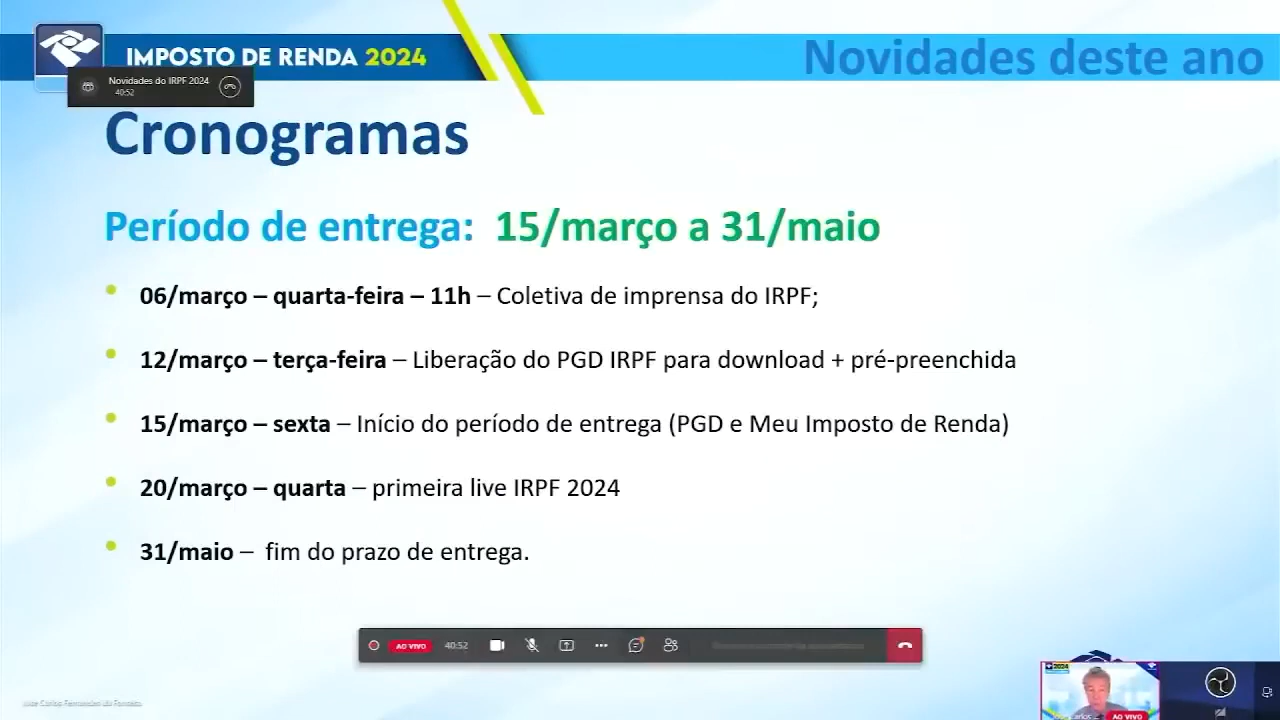 IMPOSTO DE RENDA 2024
Novidades deste ano
Novidades do IRPF 2024
40:52
Cronogramas
Período de entrega: 15/março a 31/maio
06/março – quarta-feira – 11h – Coletiva de imprensa do IRPF;
12/março – terça-feira – Liberação do PGD IRPF para download + pré-preenchida
15/março – sexta – Início do período de entrega (PGD e Meu Imposto de Renda)
20/março – quarta – primeira live IRPF 2024
31/maio – fim do prazo de entrega.
AO VIVO 40:52
2024
Carlos
AO VIVO